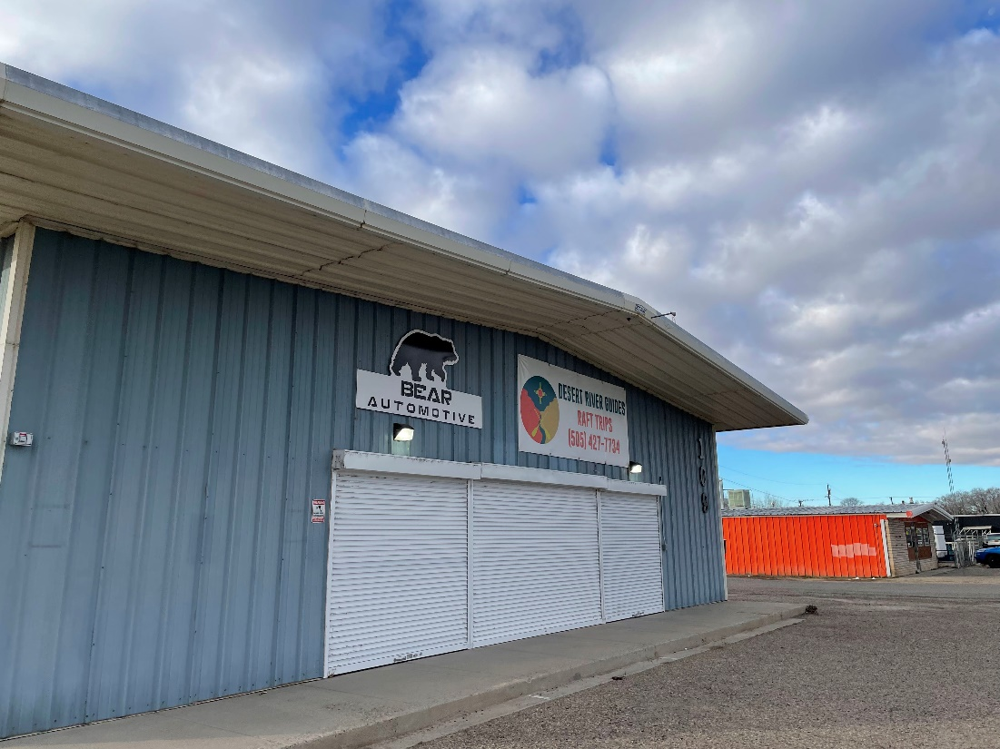 BEAR
AUTOMOTIVE
DESERT RIVER GUIDES
RAFT TRIPS
(505) 427-7734